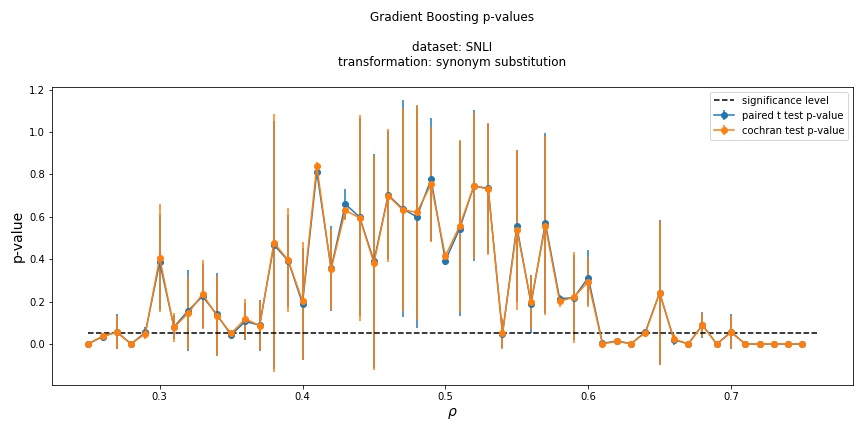 Gradient Boosting p-values
dataset: SNLI
transformation: synonym substitution
1.2
1.0
0.8
0.6
0.4
0.2
0.0
p-value
significance level
paired t test p-value
cochran test p-value
0.3 0.4 0.5 0.6 0.7
ρ